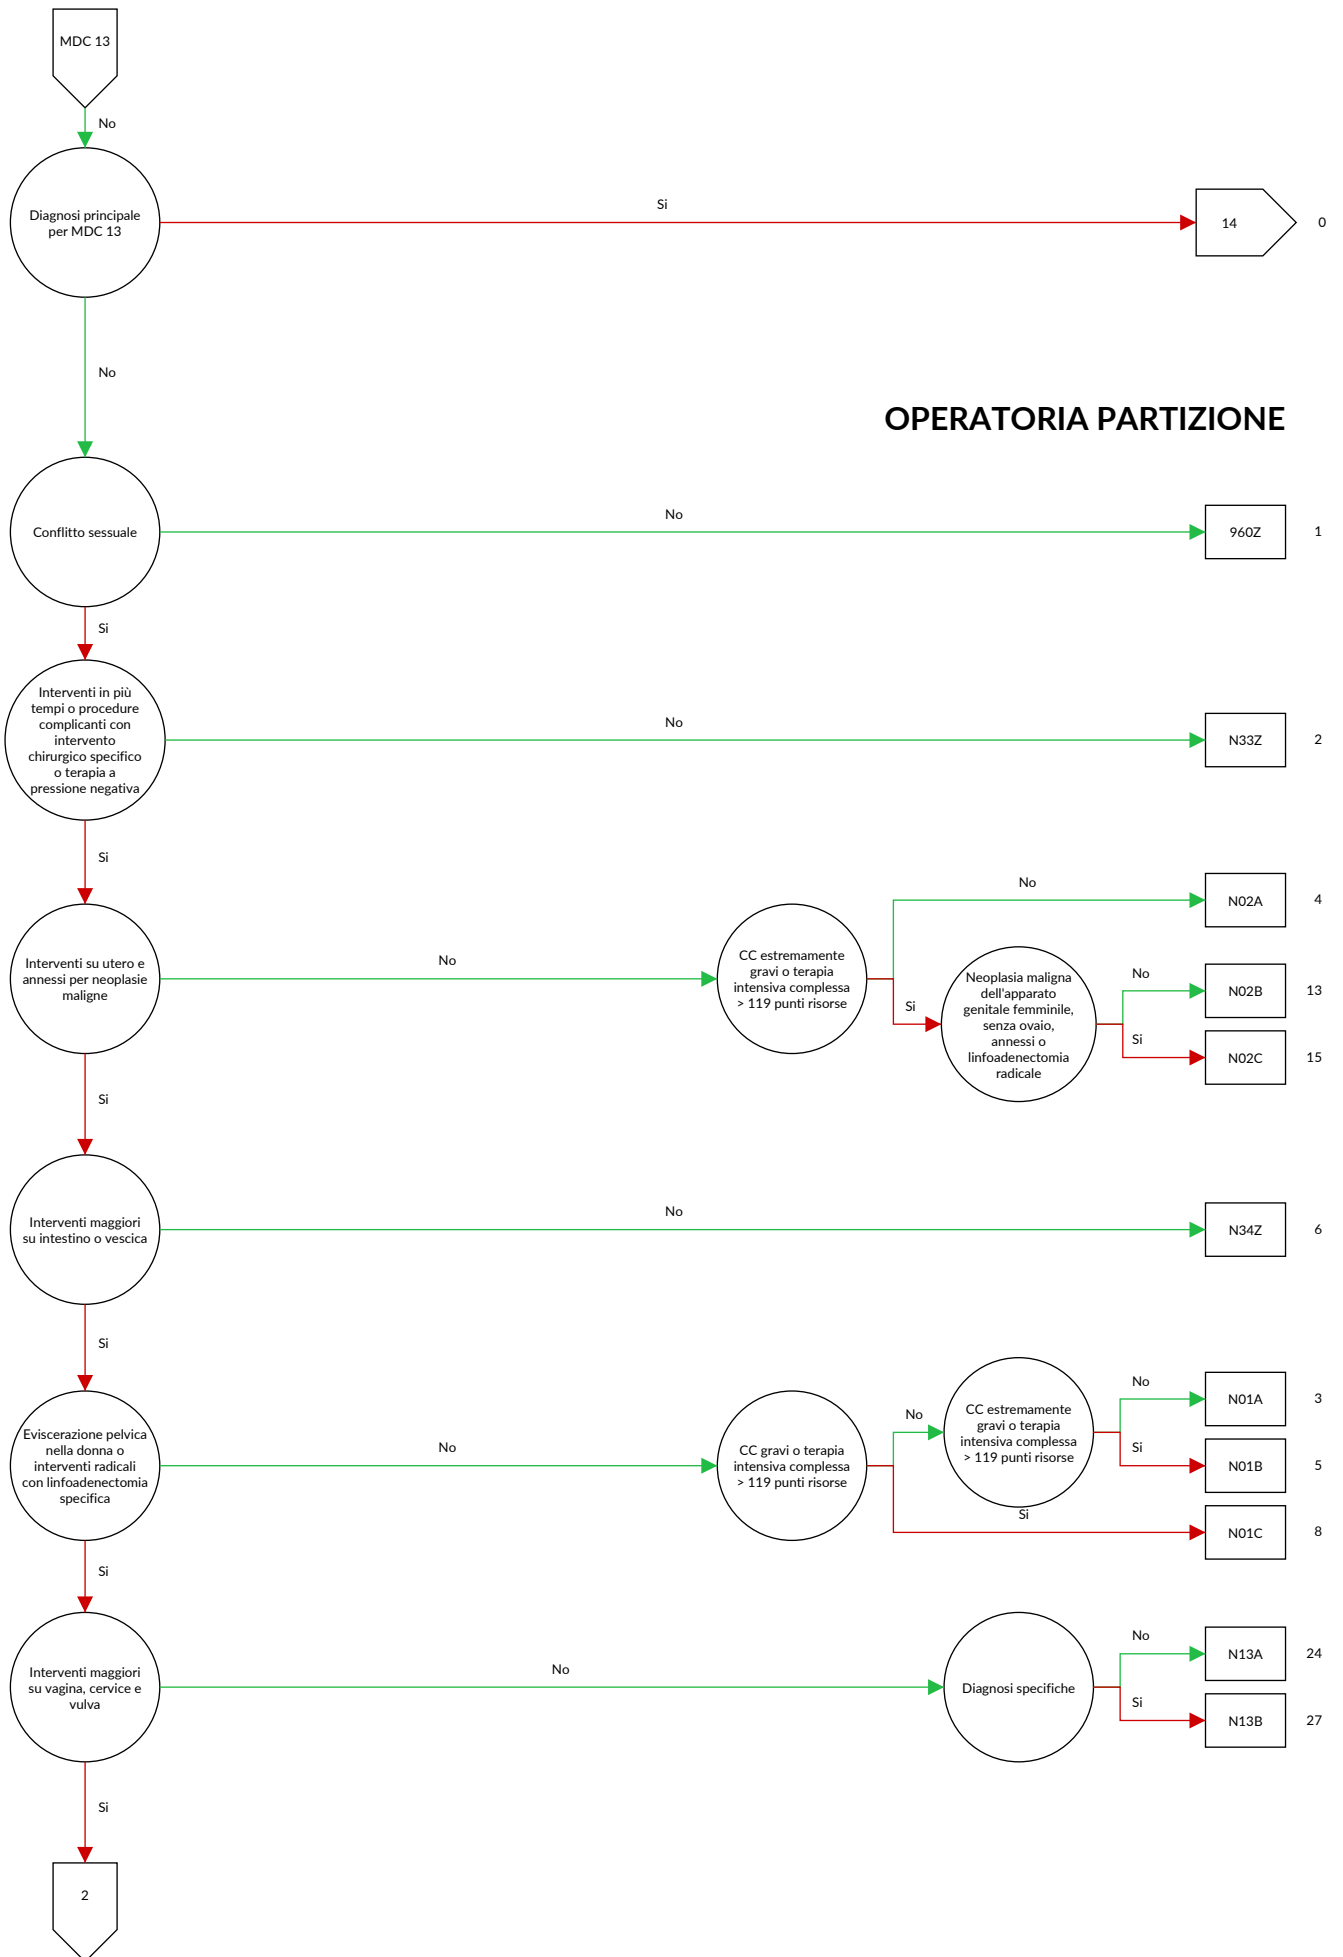 MDC 13
No
Diagnosi principale
per MDC 13
Si
14
0
No
OPERATORIA PARTIZIONE
Conflitto sessuale
No
960Z
1
Si
Interventi in più
tempi o procedure
complicanti con
intervento
chirurgico specifico
o terapia a
pressione negativa
No
N33Z
2
Si
Interventi su utero e
annessi per neoplasie
maligne
No
CC estremamente
gravi o terapia
intensiva complessa
> 119 punti risorse
No
N02A
4
Si
Neoplasia maligna
dell'apparato
genitale femminile,
senza ovaio,
annessi o
linfoadenectomia
radicale
No
N02B
13
Si
N02C
15
Si
Interventi maggiori
su intestino o vescica
No
N34Z
6
Si
Eviscerazione pelvica
nella donna o
interventi radicali
con linfoadenectomia
specifica
No
CC gravi o terapia
intensiva complessa
> 119 punti risorse
No
CC estremamente
gravi o terapia
intensiva complessa
> 119 punti risorse
No
N01A
3
Si
N01B
5
Si
N01C
8
Si
Interventi maggiori
su vagina, cervice e
vulva
No
Diagnosi specifiche
No
N13A
24
Si
N13B
27
Si
2